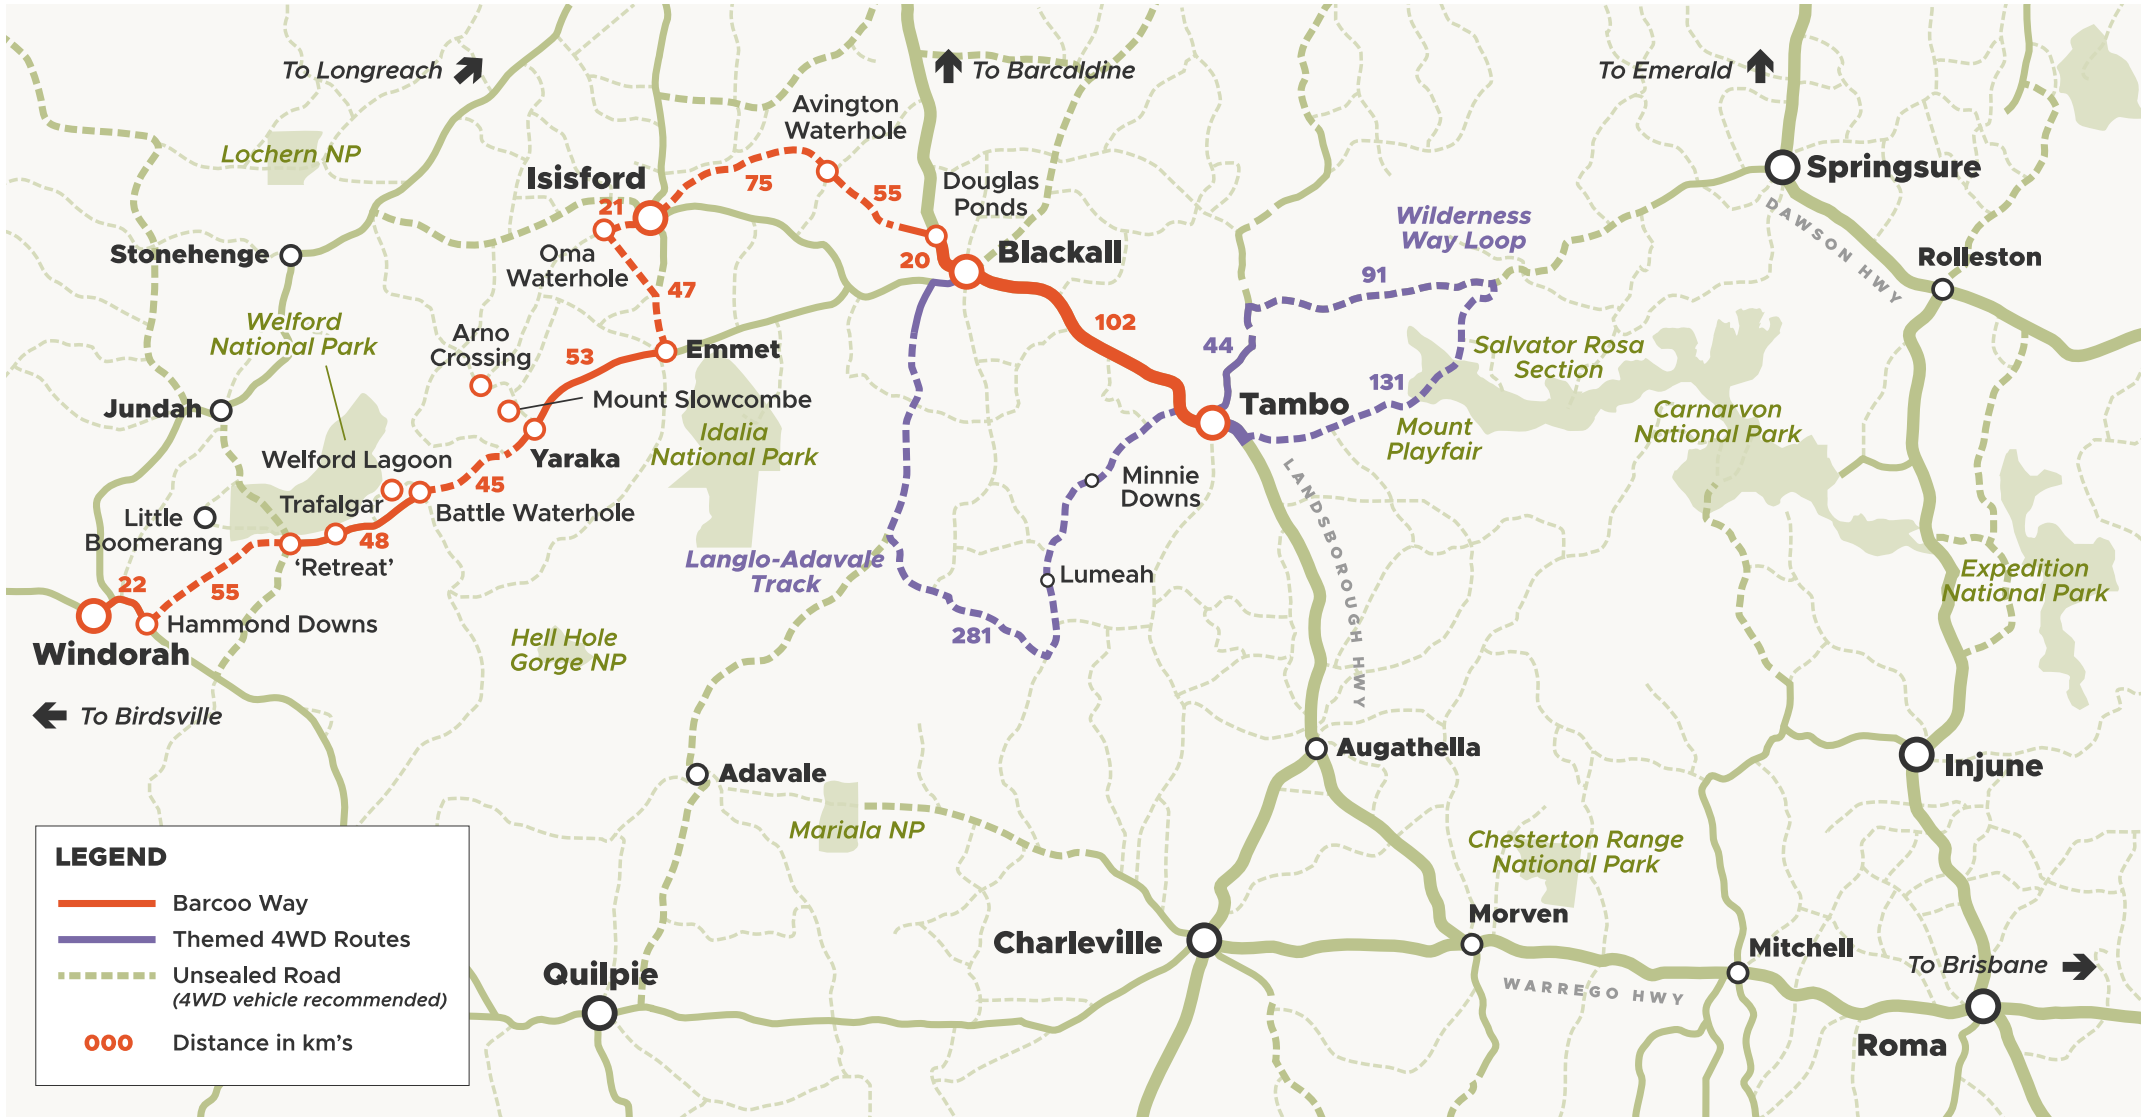 To Longreach
To Barcaldine
To Emerald
Avington
Waterhole
Lochern NP
Isisford
75
55
Douglas
Ponds
Springsure
21
Wilderness
Way Loop
DAWSON HWY
Stonehenge
Oma
Waterhole
20
Blackall
Rolleston
91
47
Welford
National Park
Arno
Crossing
53
Emmet
102
44
Salvator Rosa
Section
131
Mount Slowcombe
Jundah
Tambo
Carnarvon
National Park
Idalia
National Park
Mount
Playfair
Welford Lagoon
Yaraka
45
Minnie
Downs
LANDSBOROUGH HWY
Trafalgar
Battle Waterhole
Little
Boomerang
48
'Retreat'
Langlo-Adavale
Track
Lumeah
Expedition
National Park
22
55
Hammond Downs
281
Hell Hole
Gorge NP
Windorah
To Birdsville
Augathella
Adavale
Injune
Mariala NP
Chesterton Range
National Park
LEGEND
Barcoo Way
Themed 4WD Routes
Unsealed Road
(4WD vehicle recommended)
000 Distance in km's
Morven
Charleville
Mitchell
To Brisbane
Quilpie
WARREGO HWY
Roma